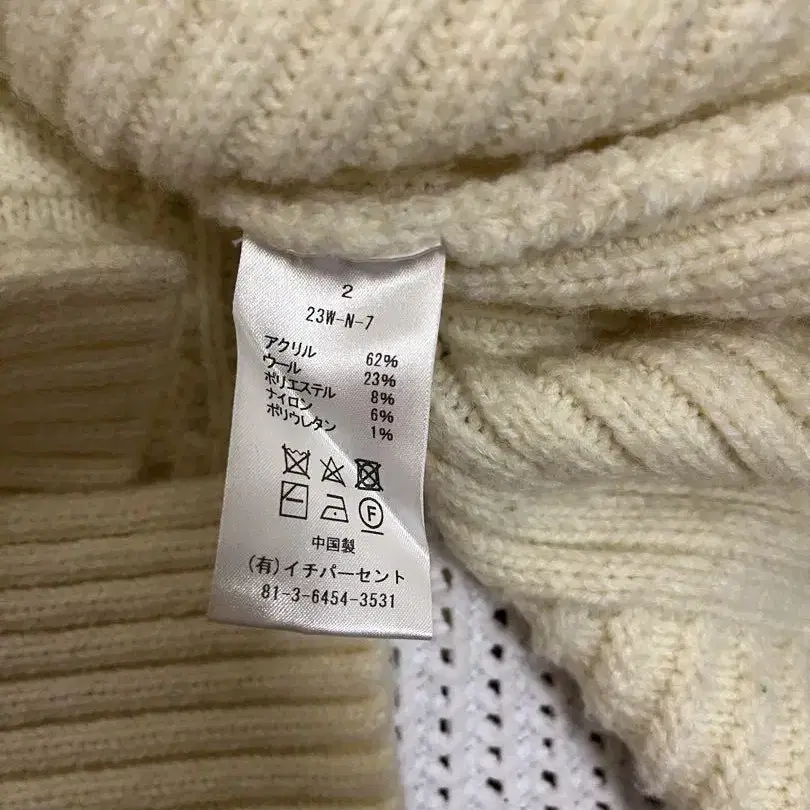 2
23W-N-7
アクリル 62%
ウール 23%
ポリエステル 8%
ナイロン 6%
ポリウレタン 1%
F
中国製
(有)イチパーセント
81-3-6454-3531